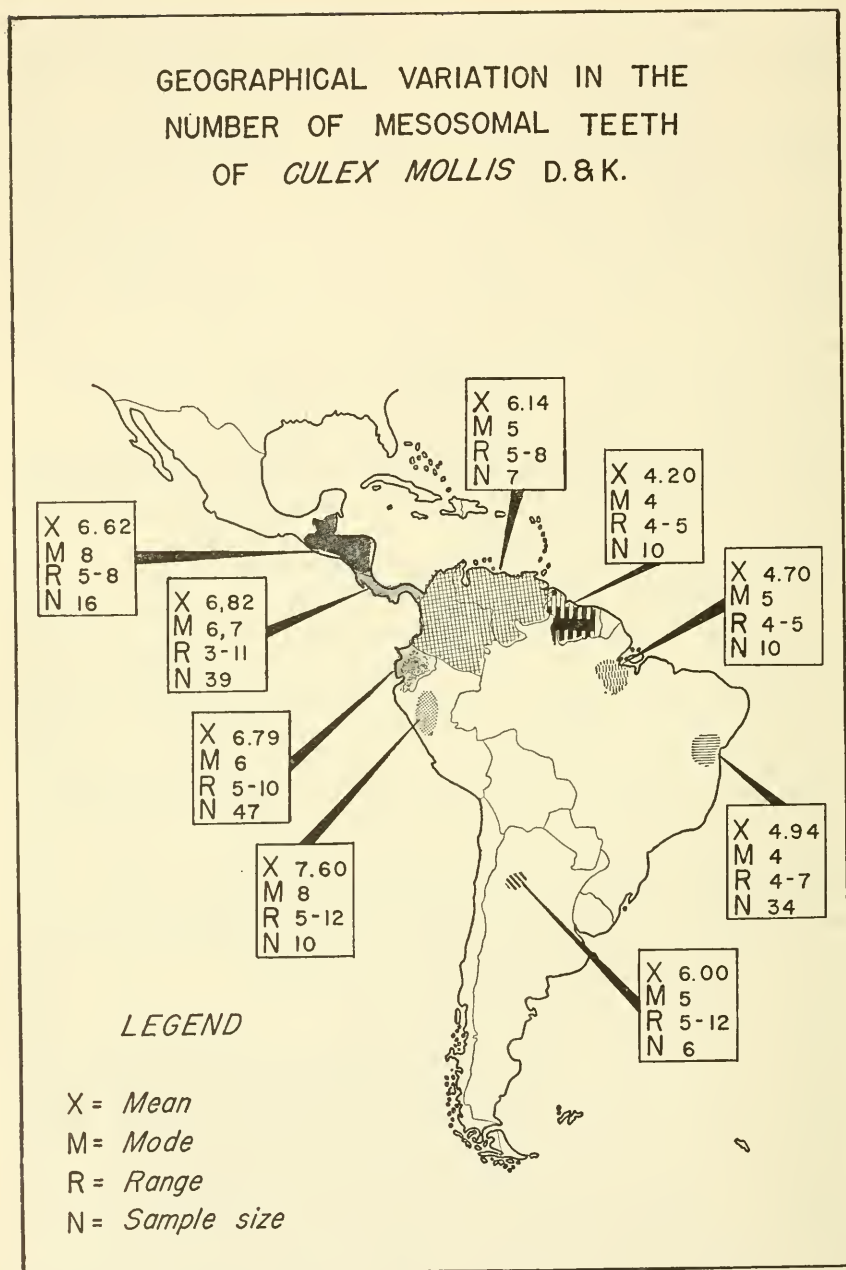 GEOGRAPHICAL VARIATION IN THE
NUMBER OF MESOSOMAL TEETH
OF CULEX MOLLIS D. & K.
X 6.14
M 5
R 5-8
N 7
X 4.20
M 4
R 4-5
N 10
X 6.62
M 8
R 5-8
N 16
X 4.70
M 5
R 4-5
N 10
X 6,82
M 6,7
R 3-11
N 39
X 6.79
M 6
R 5-10
N 47
X 4.94
M 4
R 4-7
N 34
X 7.60
M 8
R 5-12
N 10
X 6.00
M 5
R 5-12
N 6
LEGEND
X = Mean
M = Mode
R = Range
N = Sample size